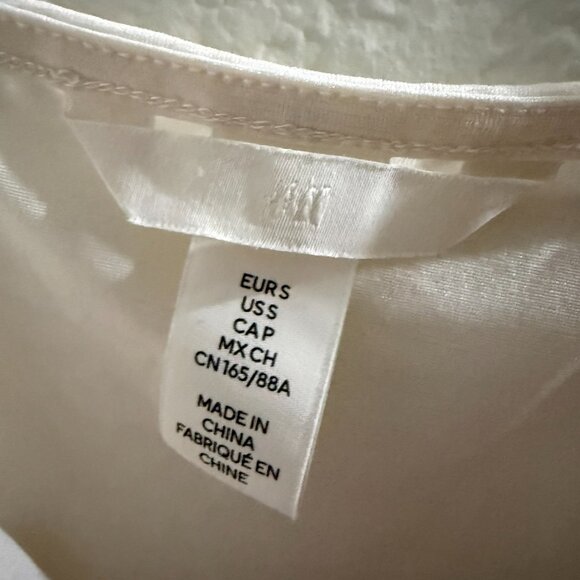 H&M
EUR S
US S
CA P
MX CH
CN 165/88A
MADE IN
CHINA
FABRIQUÉ EN
CHINE